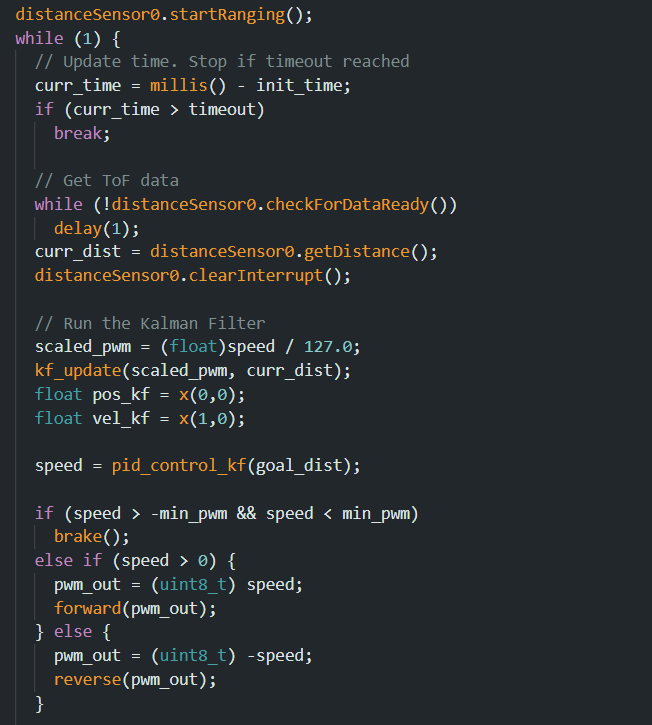 distanceSensor0.startRanging();
while (1) {
  // Update time. Stop if timeout reached
  curr_time = millis() - init_time;
  if (curr_time > timeout)
    break;

  // Get ToF data
  while (!distanceSensor0.checkForDataReady())
    delay(1);
  curr_dist = distanceSensor0.getDistance();
  distanceSensor0.clearInterrupt();

  // Run the Kalman Filter
  scaled_pwm = (float)speed / 127.0;
  kf_update(scaled_pwm, curr_dist);
  float pos_kf = x(0,0);
  float vel_kf = x(1,0);

  speed = pid_control_kf(goal_dist);

  if (speed > -min_pwm && speed < min_pwm)
    brake();
  else if (speed > 0) {
    pwm_out = (uint8_t) speed;
    forward(pwm_out);
  } else {
    pwm_out = (uint8_t) -speed;
    reverse(pwm_out);
  }